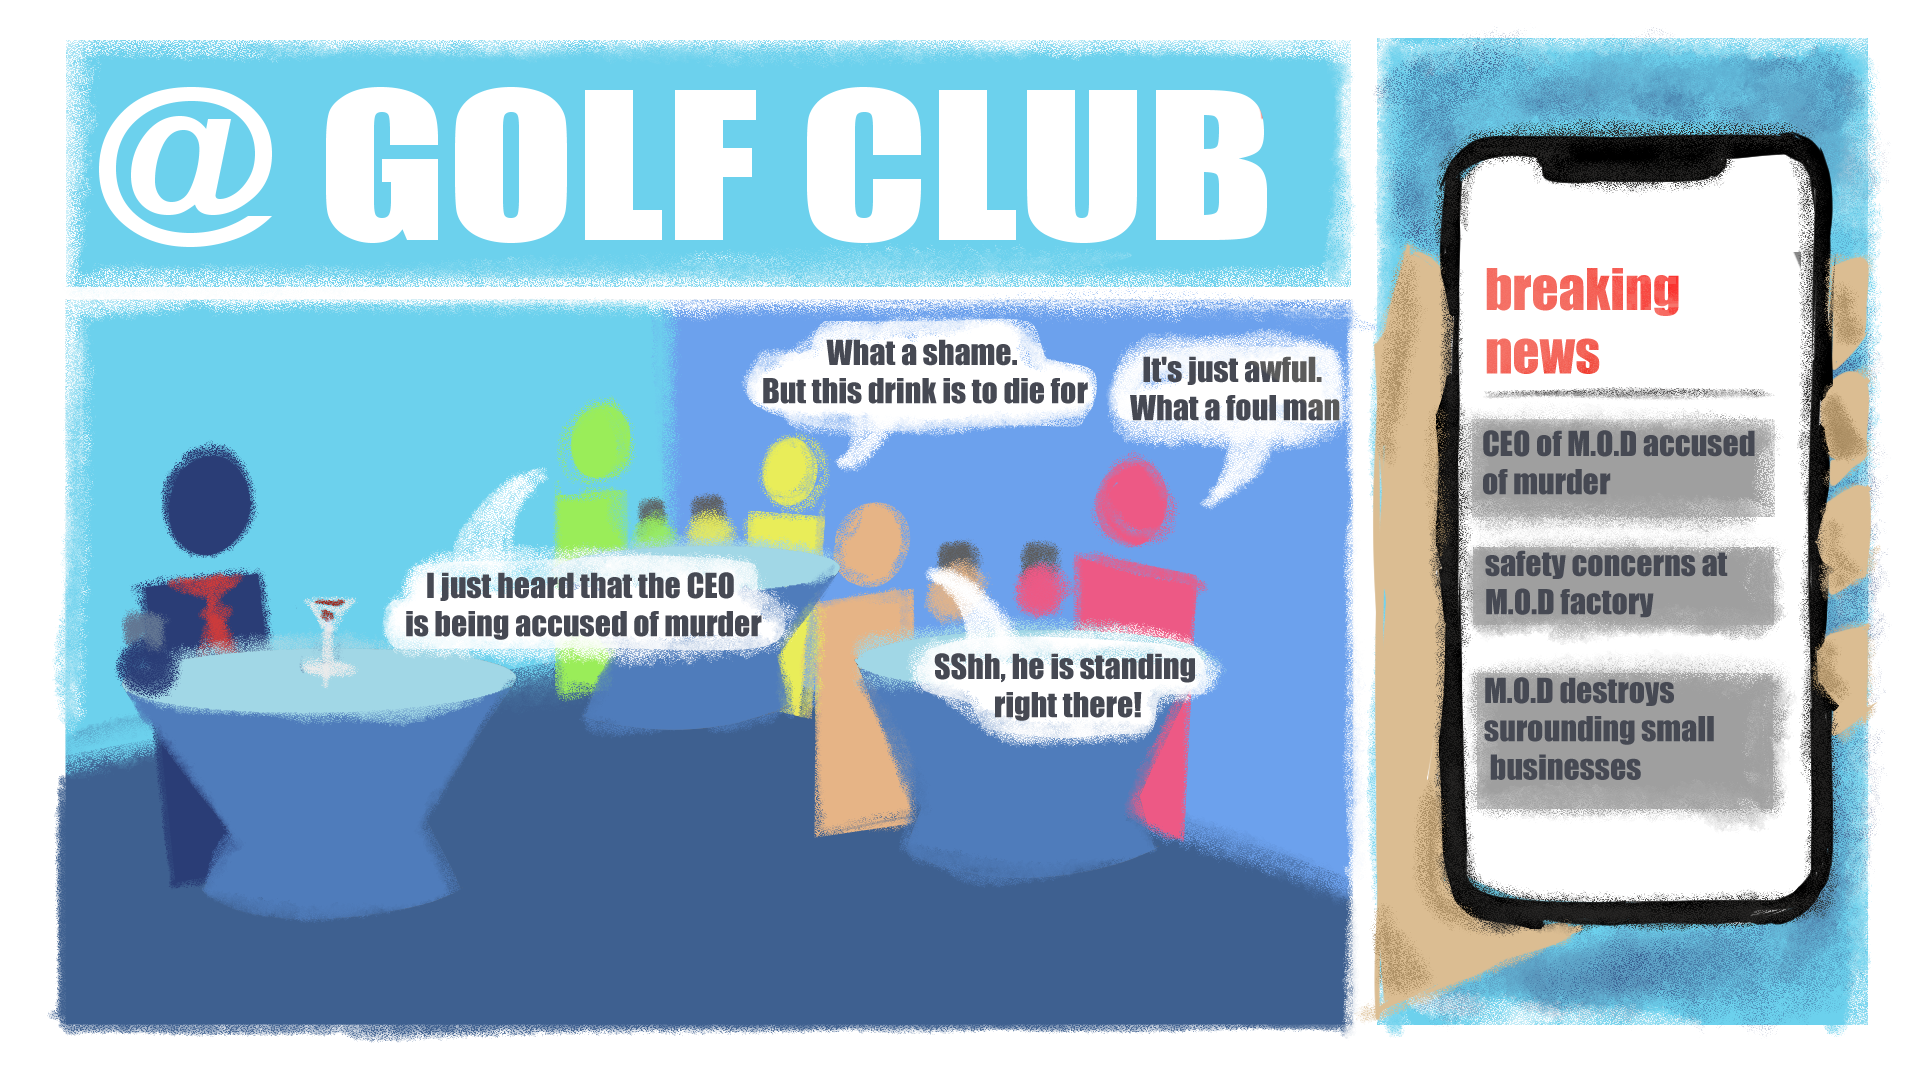 @ GOLF CLUB
What a shame.
But this drink is to die for
It's just awful.
What a foul man
I just heard that the CEO
is being accused of murder
SShh, he is standing
right there!
breaking
news
CEO of M.O.D accused
of murder
safety concerns at
M.O.D factory
M.O.D destroys
surounding small
businesses